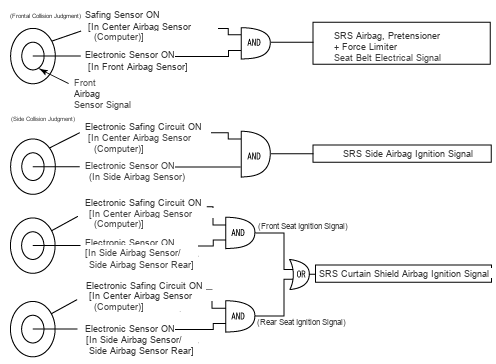 (Frontal Collision Judgment)
Safing Sensor ON
[In Center Airbag Sensor
(Computer)]
Electronic Sensor ON
[In Front Airbag Sensor]
Front
Airbag
Sensor Signal
AND
SRS Airbag, Pretensioner
+ Force Limiter
Seat Belt Electrical Signal
(Side Collision Judgment)
Electronic Safing Circuit ON
[In Center Airbag Sensor
(Computer)]
Electronic Sensor ON
(In Side Airbag Sensor)
AND
SRS Side Airbag Ignition Signal
Electronic Safing Circuit ON
[In Center Airbag Sensor
(Computer)]
Electronic Sensor ON
[In Side Airbag Sensor/
Side Airbag Sensor Rear]
AND
(Front Seat Ignition Signal)
OR
SRS Curtain Shield Airbag Ignition Signal
Electronic Safing Circuit ON
[In Center Airbag Sensor
(Computer)]
Electronic Sensor ON
[In Side Airbag Sensor/
Side Airbag Sensor Rear]
AND
(Rear Seat Ignition Signal)